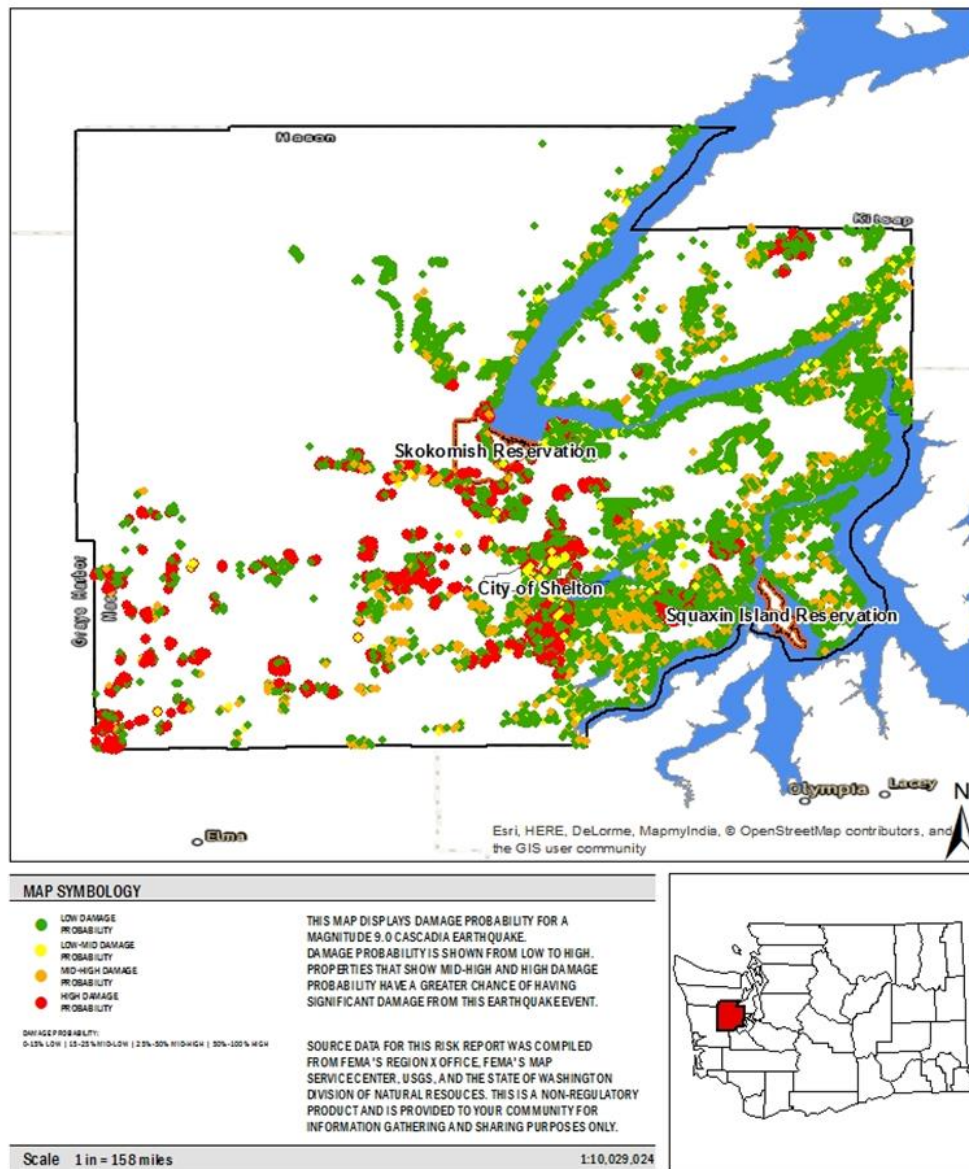 Mason
Kitsap
Skokomish Reservation
City of Shelton
Squaxin Island Reservation
Grays Harbor
Olympia
Lacey
N
Elma
Esri, HERE, DeLorme, MapmyIndia, © OpenStreetMap contributors, and
the GIS user community
MAP SYMBOLOGY
LOW DAMAGE
PROBABILITY
LOW-MID DAMAGE
PROBABILITY
MID-HIGH DAMAGE
PROBABILITY
HIGH DAMAGE
PROBABILITY
DAMAGE PROBABILITY:
0-15% LOW | 15-25% MID-LOW | 25%-50% MID-HIGH | 50%-100% HIGH
THIS MAP DISPLAYS DAMAGE PROBABILITY FOR A
MAGNITUDE 9.0 CASCADIA EARTHQUAKE.
DAMAGE PROBABILITY IS SHOWN FROM LOW TO HIGH.
PROPERTIES THAT SHOW MID-HIGH AND HIGH DAMAGE
PROBABILITY HAVE A GREATER CHANCE OF HAVING
SIGNIFICANT DAMAGE FROM THIS EARTHQUAKE EVENT.
SOURCE DATA FOR THIS RISK REPORT WAS COMPILED
FROM FEMA'S REGION X OFFICE, FEMA'S MAP
SERVICE CENTER, USGS, AND THE STATE OF WASHINGTON
DIVISION OF NATURAL RESOUCES. THIS IS A NON-REGULATORY
PRODUCT AND IS PROVIDED TO YOUR COMMUNITY FOR
INFORMATION GATHERING AND SHARING PURPOSES ONLY.
Scale 1 in = 158 miles
1:10,029,024